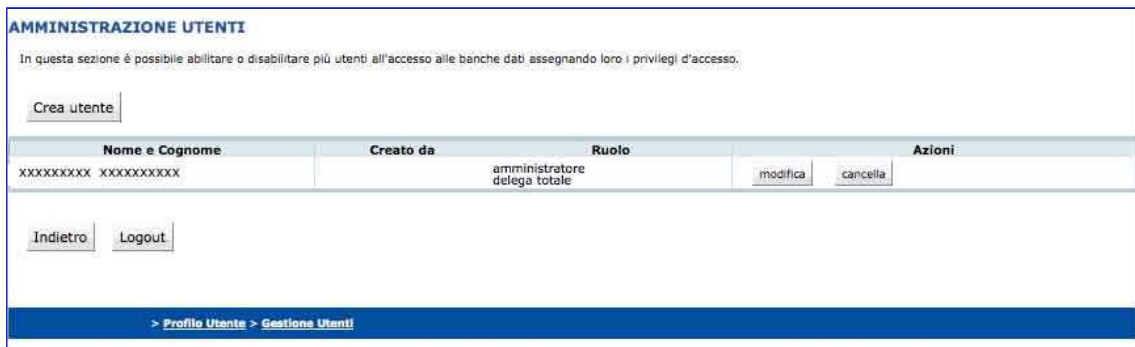 AMMINISTRAZIONE UTENTI
In questa sezione é possibile abilitare o disabilitare più utenti all'accesso alle banche dati assegnando loro i privilegi d'accesso.
Crea utente
Nome e Cognome Creato da Ruolo Azioni
xxxxxxxxx xxxxxxxxxx amministratore delega totale modifica cancella
Indietro Logout
> Profilo Utente > Gestione Utenti